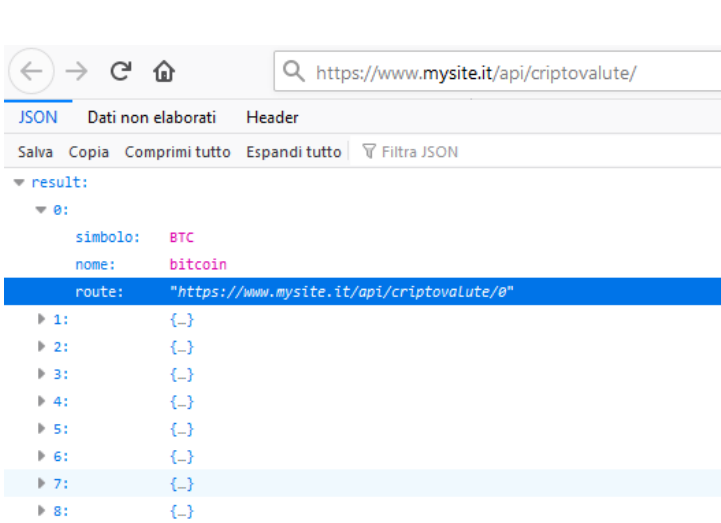 https://www.mysite.it/api/criptovalute/
JSON Dati non elaborati Header
Salva Copia Comprimi tutto Espandi tutto Filtra JSON
result:
0:
simbolo: BTC
nome: bitcoin
route: "https://www.mysite.it/api/criptovalute/0"
1: {…}
2: {…}
3: {…}
4: {…}
5: {…}
6: {…}
7: {…}
8: {…}